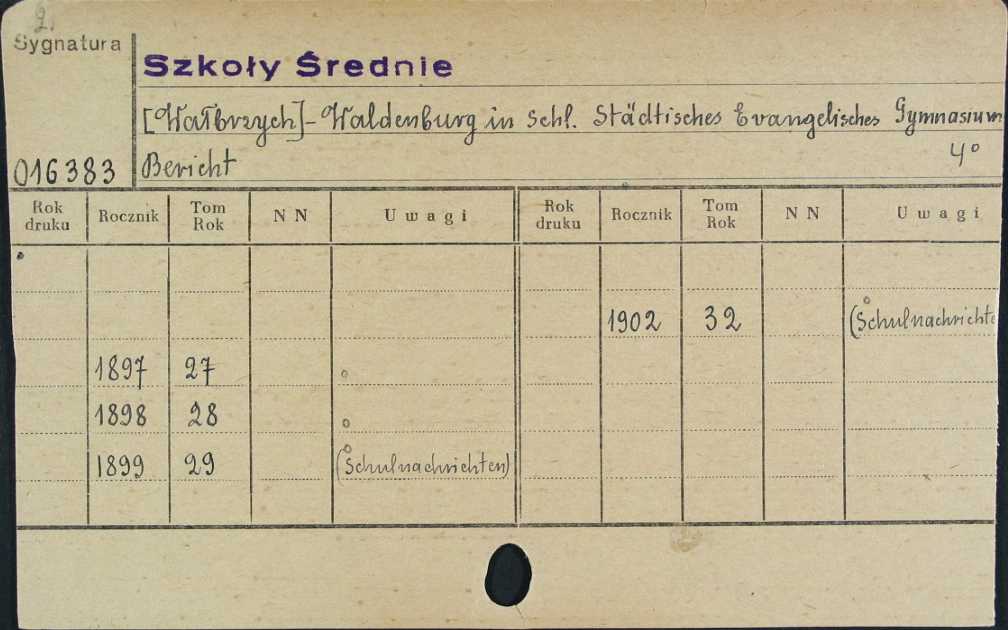 2.
Sygnatura
Szkoły Średnie
[Wałbrzych]-Waldenburg in Schl. Städtisches Evangelisches Gymnasium
4°
016383 Bericht
Rok druku Rocznik Tom Rok N N Uwagi Rok druku Rocznik Tom Rok N N Uwagi
1902 32 (Schulnachrichte
1897 27
1898 28
1899 29 (Schulnachrichten)